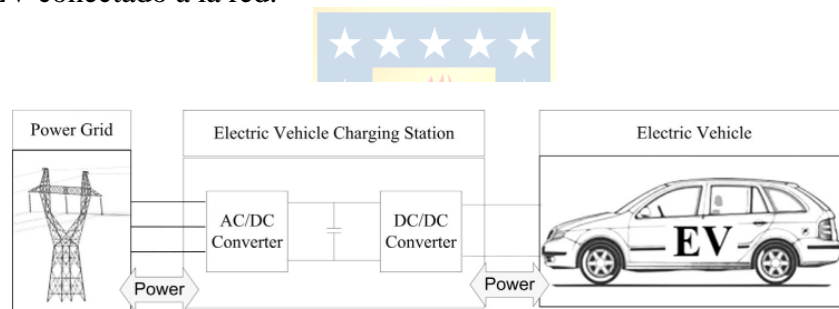 EV conectado a la red.
Power Grid
Electric Vehicle Charging Station
Electric Vehicle
AC/DC
Converter
DC/DC
Converter
EV
Power
Power